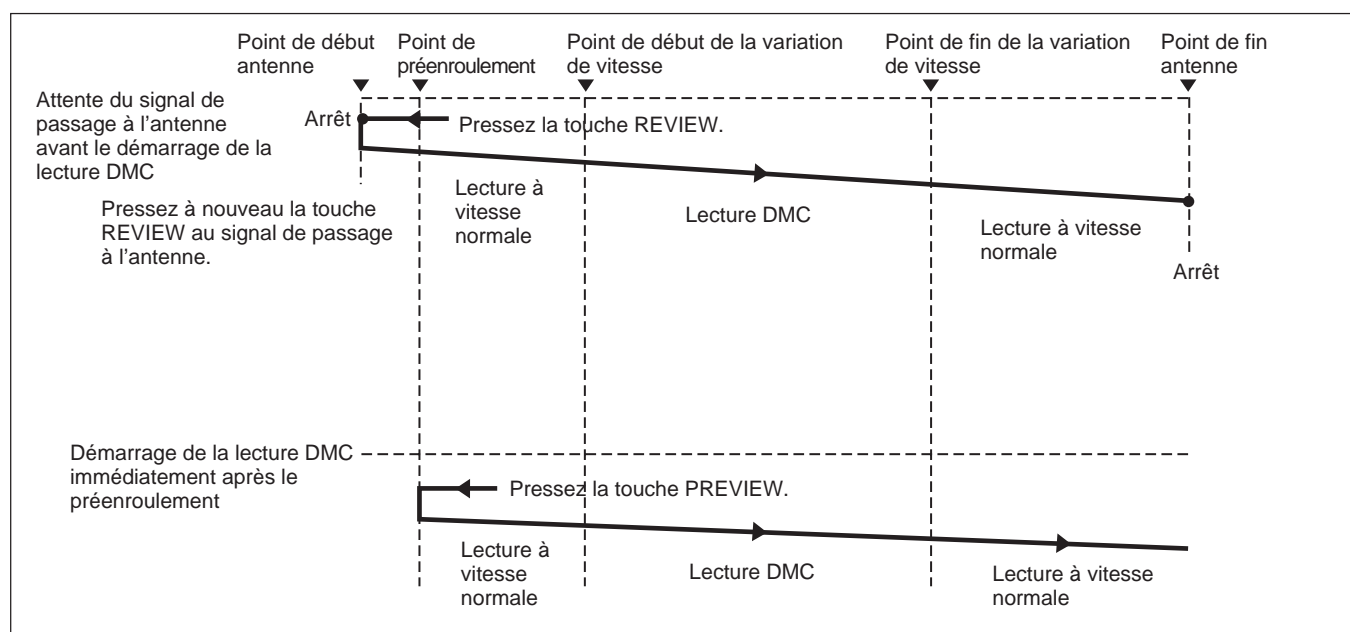 Point de début
antenne
Point de
préenroulement
Point de début de la variation
de vitesse
Point de fin de la variation
de vitesse
Point de fin
antenne
Attente du signal de
passage à l’antenne
avant le démarrage de la
lecture DMC
Arrêt
Pressez la touche REVIEW.
Pressez à nouveau la touche
REVIEW au signal de passage
à l’antenne.
Lecture à
vitesse
normale
Lecture DMC
Lecture à vitesse
normale
Arrêt
Démarrage de la lecture DMC
immédiatement après le
préenroulement
Pressez la touche PREVIEW.
Lecture à
vitesse
normale
Lecture DMC
Lecture à vitesse
normale